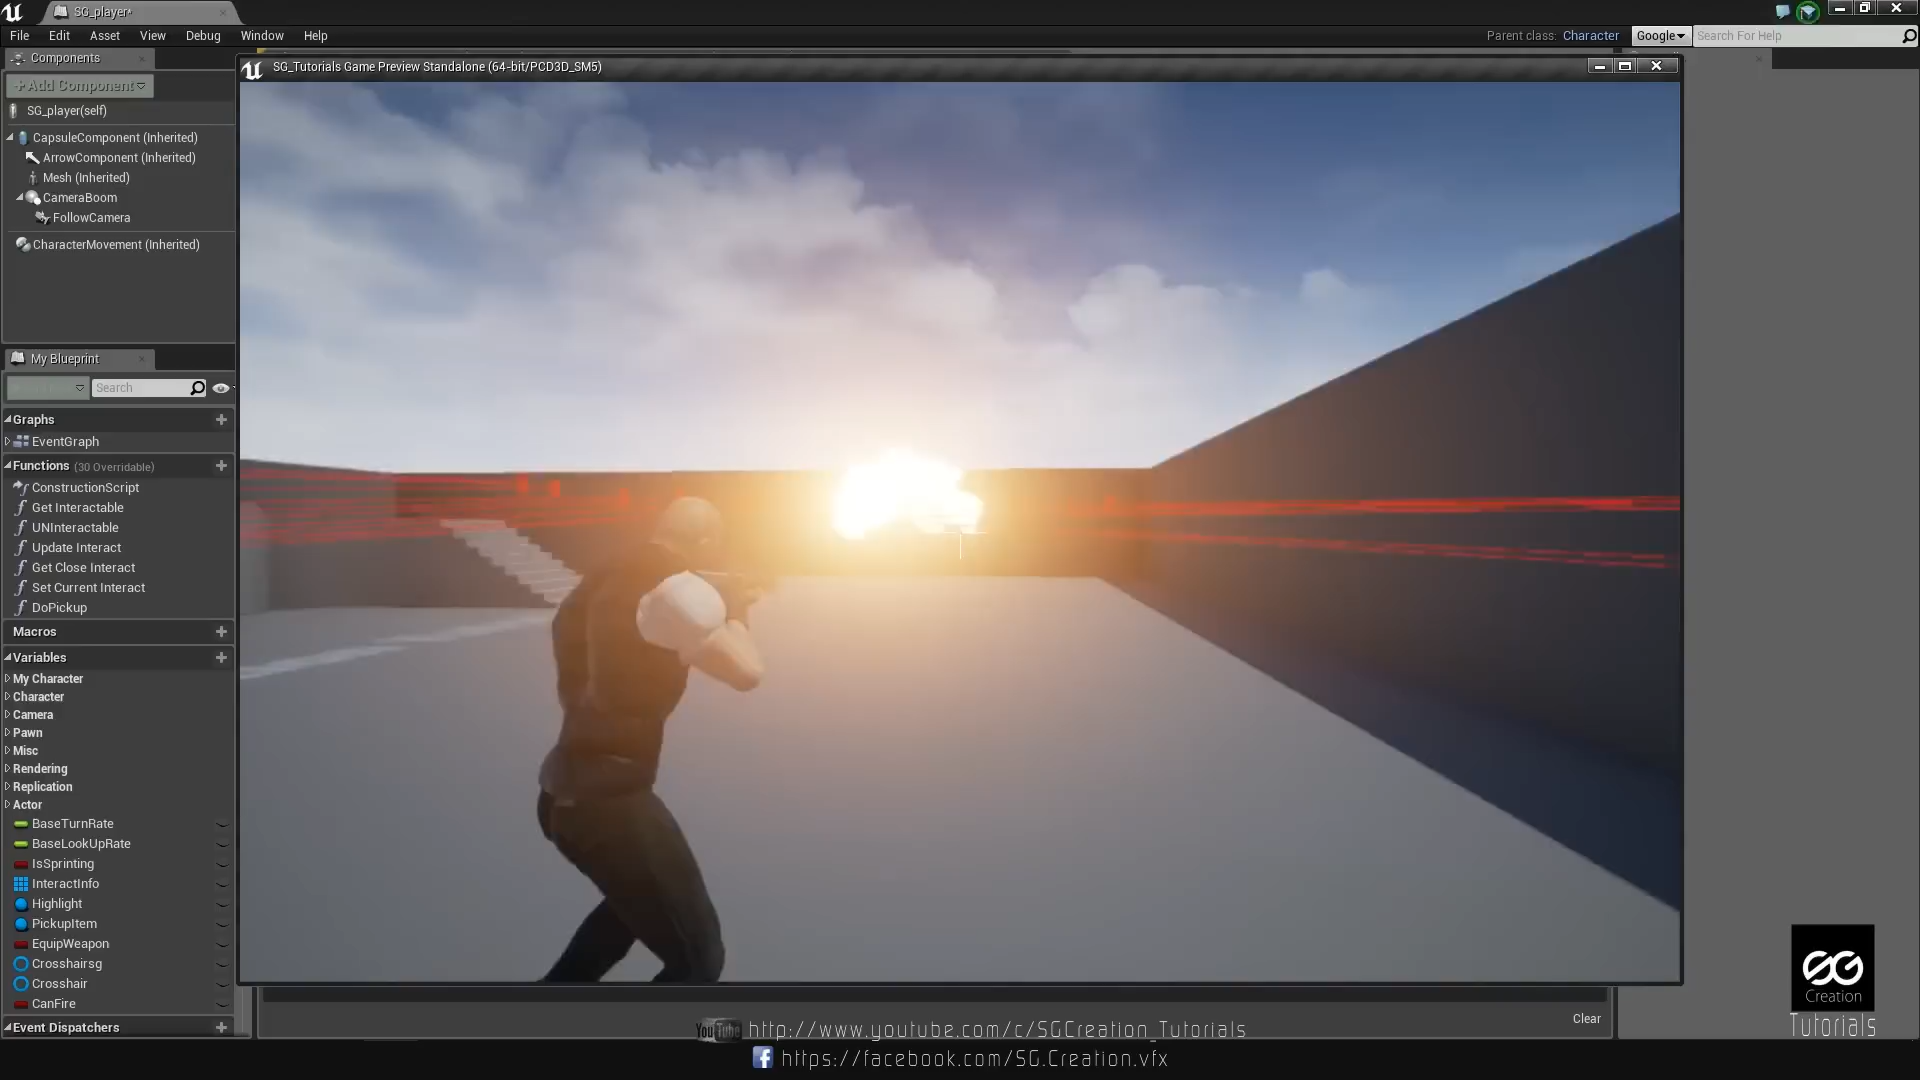 SG_player*
File Edit Asset View Debug Window Help
Parent class: Character Google Search For Help
Components
+Add Component
SG_player(self)
CapsuleComponent (Inherited)
ArrowComponent (Inherited)
Mesh (Inherited)
CameraBoom
FollowCamera
CharacterMovement (Inherited)
SG_Tutorials Game Preview Standalone (64-bit/PCD3D_SM5)
My Blueprint
Search
Graphs
EventGraph
Functions (30 Overridable)
ConstructionScript
Get Interactable
UNInteractable
Update Interact
Get Close Interact
Set Current Interact
DoPickup
Macros
Variables
My Character
Character
Camera
Pawn
Misc
Rendering
Replication
Actor
BaseTurnRate
BaseLookUpRate
IsSprinting
InteractInfo
Highlight
PickupItem
EquipWeapon
Crosshairsg
Crosshair
CanFire
Event Dispatchers
Clear
SG
Creation
Tutorials
YouTube http://www.youtube.com/c/SGCreation_Tutorials
f https://facebook.com/SG.Creation.vfx